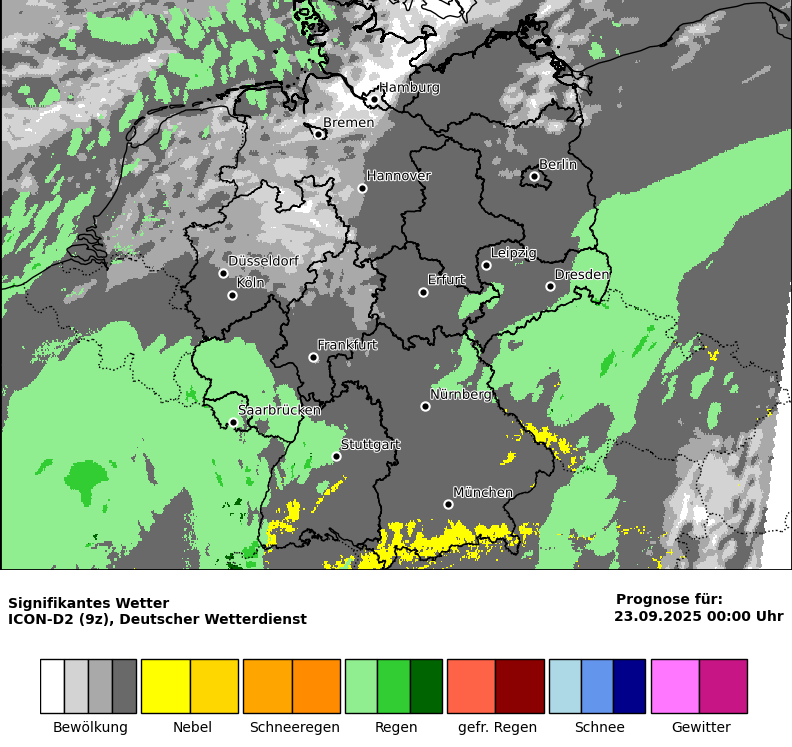 Hamburg
Bremen
Berlin
Hannover
Leipzig
Düsseldorf
Dresden
Köln
Erfurt
Frankfurt
Nürnberg
Saarbrücken
Stuttgart
München
Signifikantes Wetter
ICON-D2 (9z), Deutscher Wetterdienst
Prognose für:
23.09.2025 00:00 Uhr
Bewölkung Nebel Schneeregen Regen gefr. Regen Schnee Gewitter